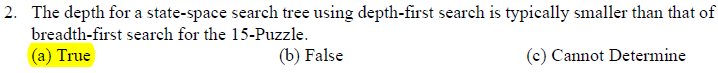 2. The depth for a state-space search tree using depth-first search is typically smaller than that of
breadth-first search for the 15-Puzzle.
(a) True (b) False (c) Cannot Determine